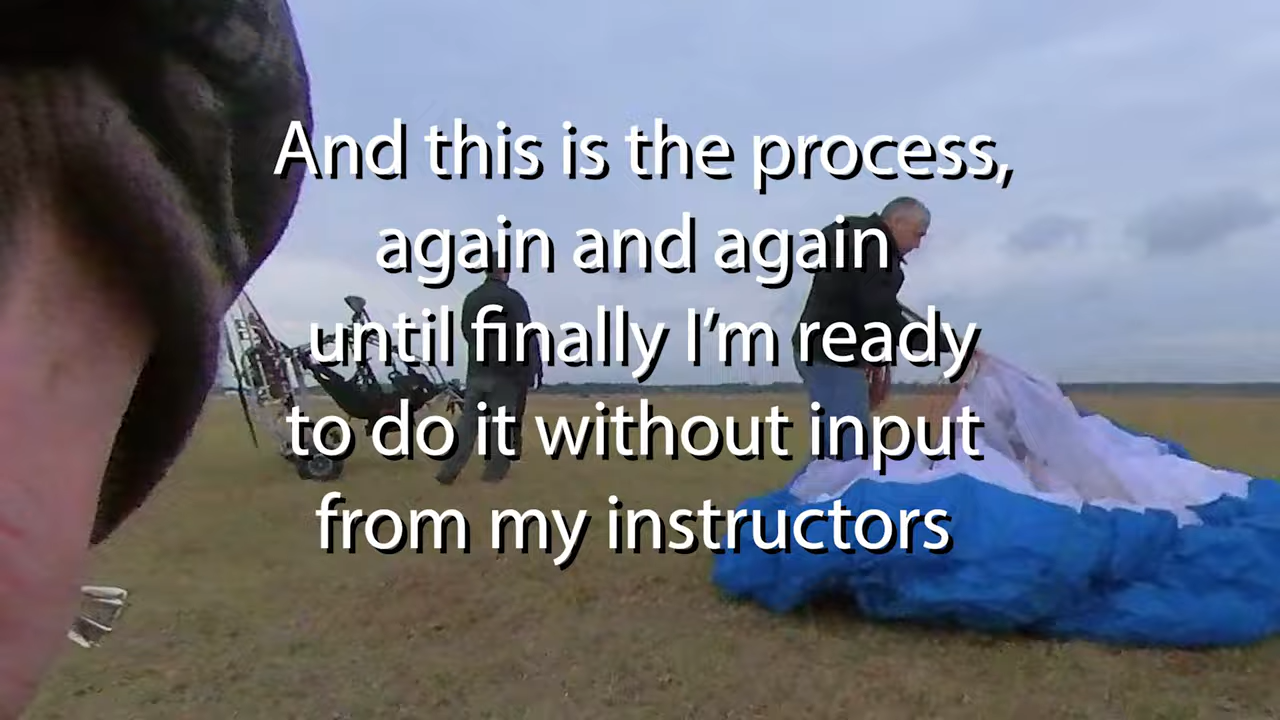 And this is the process,
again and again
until finally I'm ready
to do it without input
from my instructors